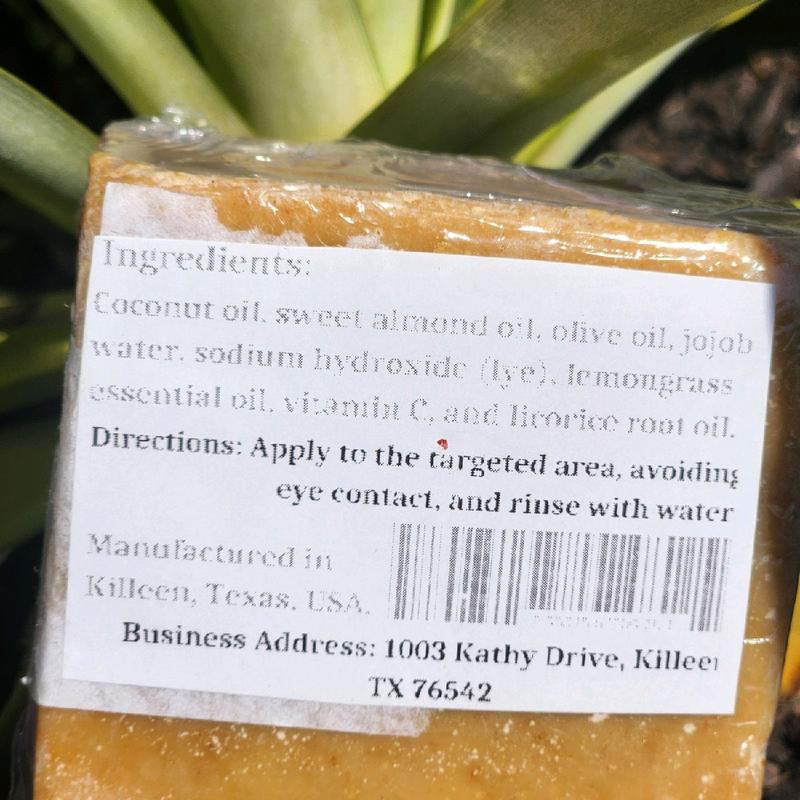 Ingredients:
Coconut oil, sweet almond oil, olive oil, jojob
water, sodium hydroxide (lye), lemongrass
essential oil, vitamin C, and licorice root oil.
Directions: Apply to the targeted area, avoiding
eye contact, and rinse with water
Manufactured in
Killeen, Texas, USA.
Business Address: 1003 Kathy Drive, Killeen
TX 76542